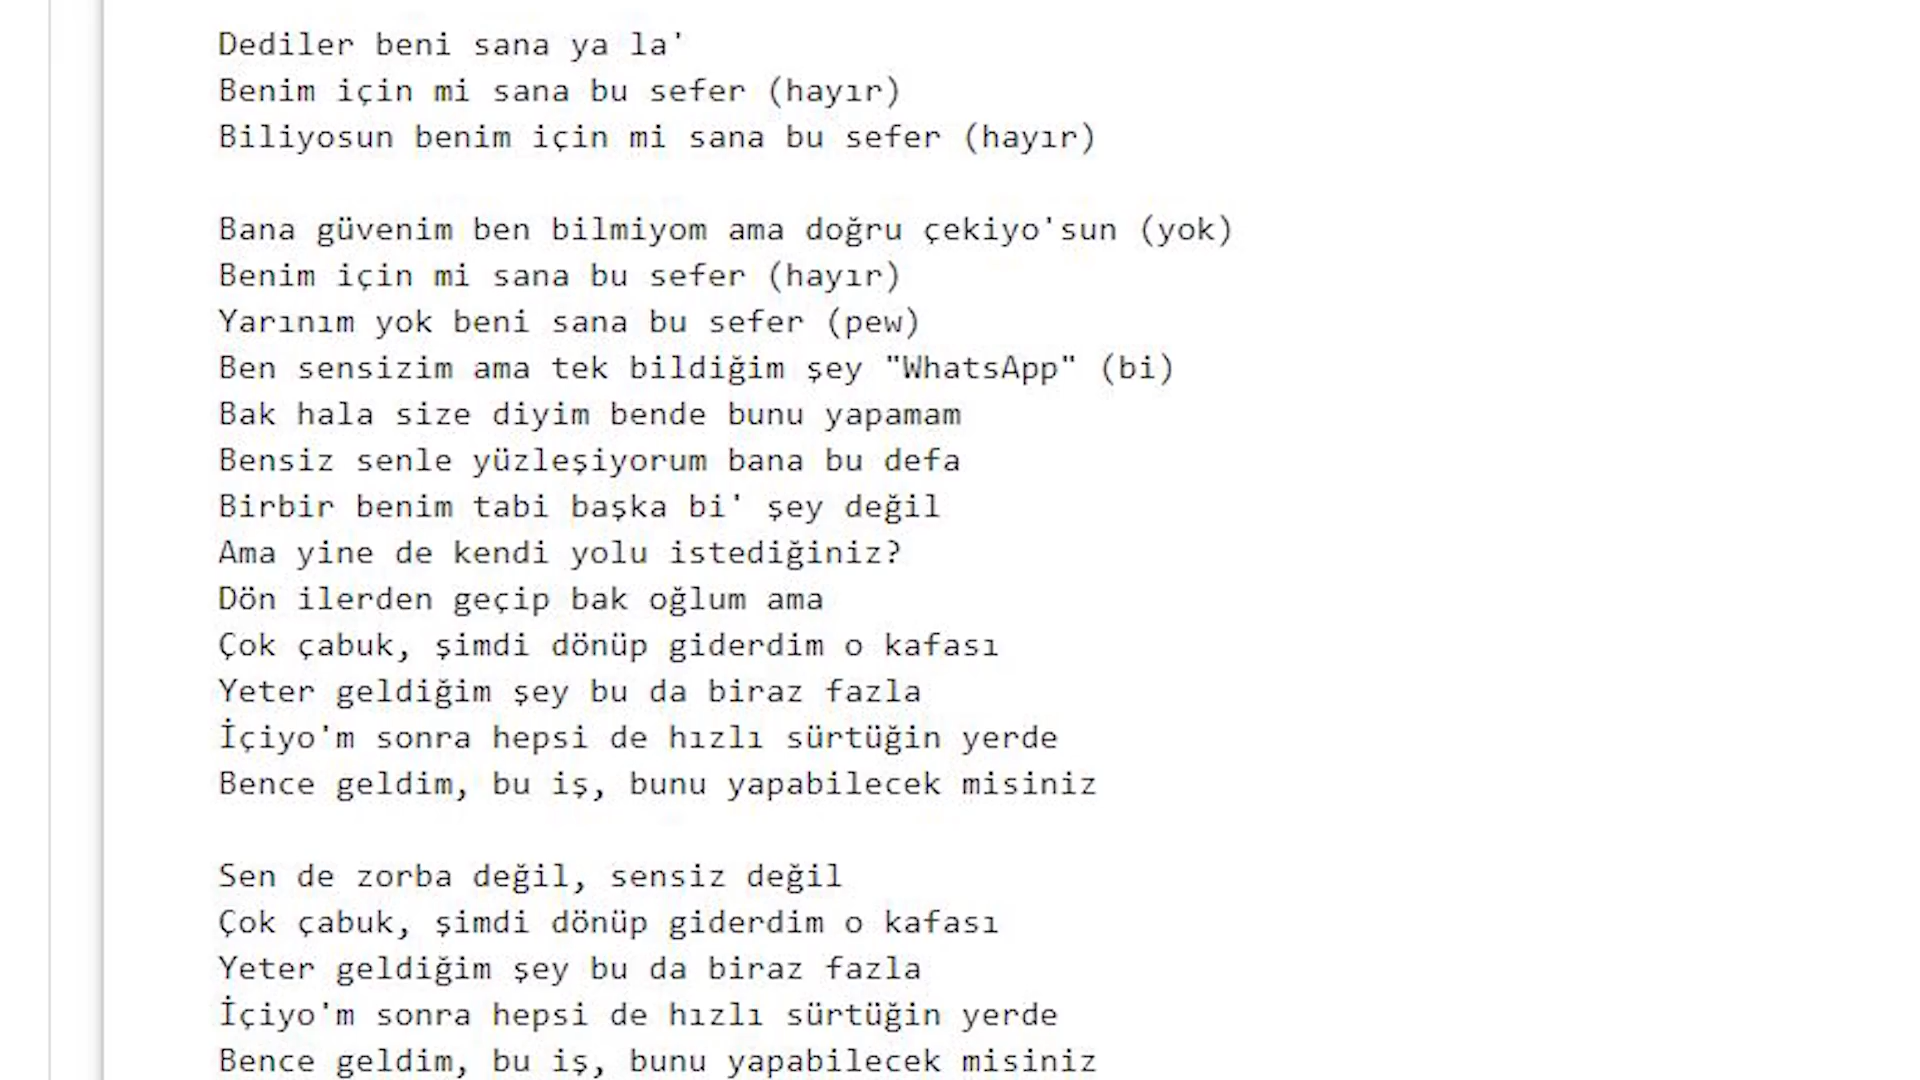 Dediler beni sana ya la'
Benim için mi sana bu sefer (hayır)
Biliyosun benim için mi sana bu sefer (hayır)
Bana güvenim ben bilmiyom ama doğru çekiyo'sun (yok)
Benim için mi sana bu sefer (hayır)
Yarınım yok beni sana bu sefer (pew)
Ben sensizim ama tek bildiğim şey "WhatsApp" (bi)
Bak hala size diyim bende bunu yapamam
Bensiz senle yüzleşiyorum bana bu defa
Birbir benim tabi başka bi' şey değil
Ama yine de kendi yolu istediğiniz?
Dön ilerden geçip bak oğlum ama
Çok çabuk, şimdi dönüp giderdim o kafası
Yeter geldiğim şey bu da biraz fazla
İçiyo'm sonra hepsi de hızlı sürtüğin yerde
Bence geldim, bu iş, bunu yapabilecek misiniz
Sen de zorba değil, sensiz değil
Çok çabuk, şimdi dönüp giderdim o kafası
Yeter geldiğim şey bu da biraz fazla
İçiyo'm sonra hepsi de hızlı sürtüğin yerde
Bence geldim, bu iş, bunu yapabilecek misiniz